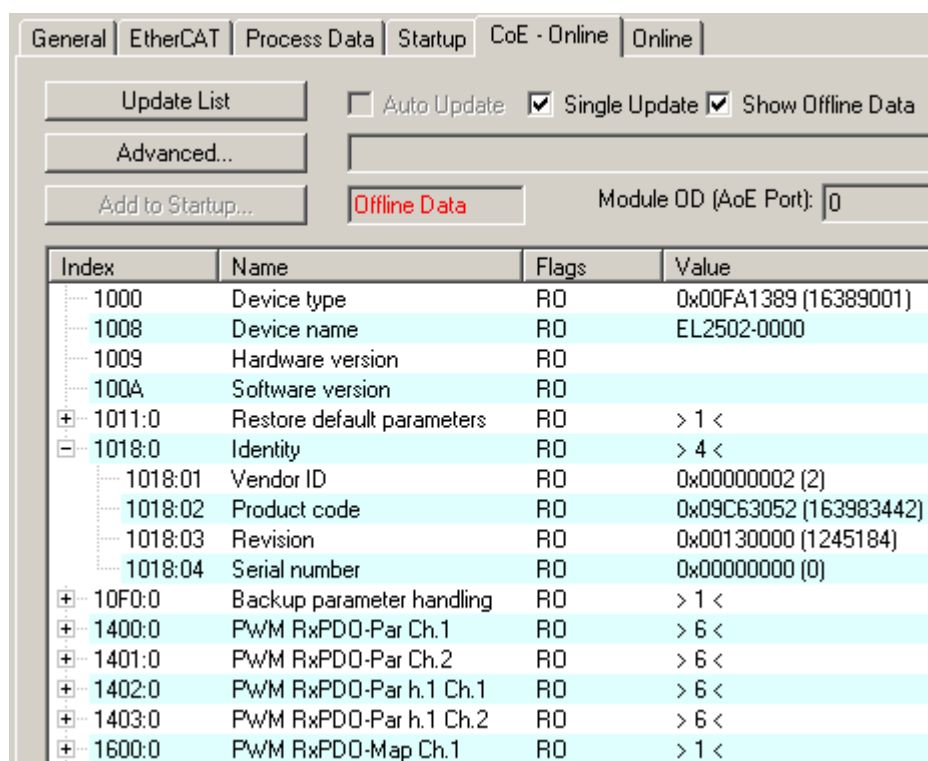 General EtherCAT Process Data Startup CoE - Online Online
Update List Auto Update Single Update Show Offline Data
Advanced...
Add to Startup... Offline Data Module OD (AoE Port): 0
Index Name Flags Value
1000 Device type RO 0x00FA1389 (16389001)
1008 Device name RO EL2502-0000
1009 Hardware version RO
100A Software version RO
1011:0 Restore default parameters RO > 1 <
1018:0 Identity RO > 4 <
1018:01 Vendor ID RO 0x00000002 (2)
1018:02 Product code RO 0x09C63052 (163983442)
1018:03 Revision RO 0x00130000 (1245184)
1018:04 Serial number RO 0x00000000 (0)
10F0:0 Backup parameter handling RO > 1 <
1400:0 PWM RxPDO-Par Ch.1 RO > 6 <
1401:0 PWM RxPDO-Par Ch.2 RO > 6 <
1402:0 PWM RxPDO-Par h.1 Ch.1 RO > 6 <
1403:0 PWM RxPDO-Par h.1 Ch.2 RO > 6 <
1600:0 PWM RxPDO-Map Ch.1 RO > 1 <